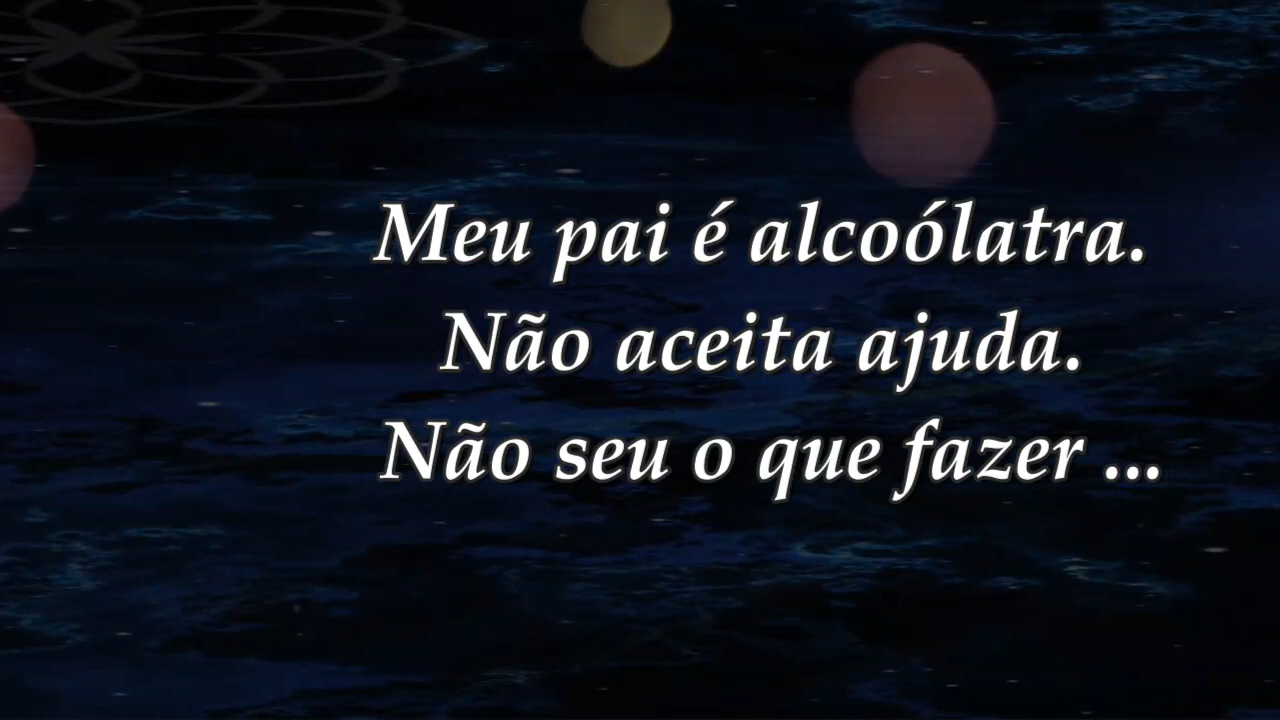 Meu pai é alcoólatra.
Não aceita ajuda.
Não seu o que fazer ...